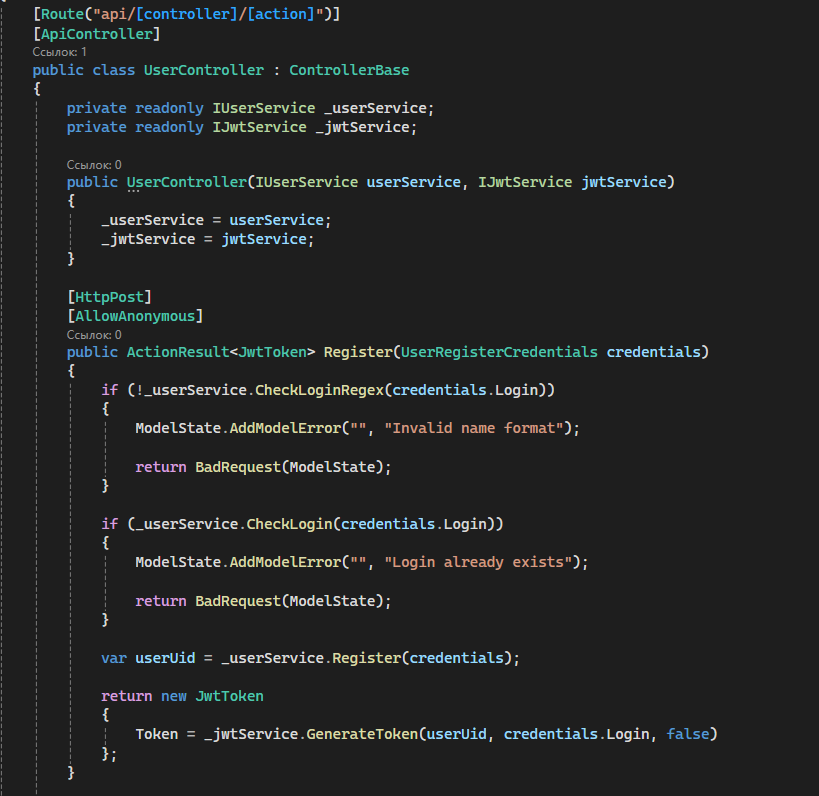 [Route("api/[controller]/[action]")]
[ApiController]
Ссылок: 1
public class UserController : ControllerBase
{
private readonly IUserService _userService;
private readonly IJwtService _jwtService;
Ссылок: 0
public UserController(IUserService userService, IJwtService jwtService)
{
_userService = userService;
_jwtService = jwtService;
}
[HttpPost]
[AllowAnonymous]
Ссылок: 0
public ActionResult<JwtToken> Register(UserRegisterCredentials credentials)
{
if (!_userService.CheckLoginRegex(credentials.Login))
{
ModelState.AddModelError("", "Invalid name format");
return BadRequest(ModelState);
}
if (_userService.CheckLogin(credentials.Login))
{
ModelState.AddModelError("", "Login already exists");
return BadRequest(ModelState);
}
var userUid = _userService.Register(credentials);
return new JwtToken
{
Token = _jwtService.GenerateToken(userUid, credentials.Login, false)
};
}